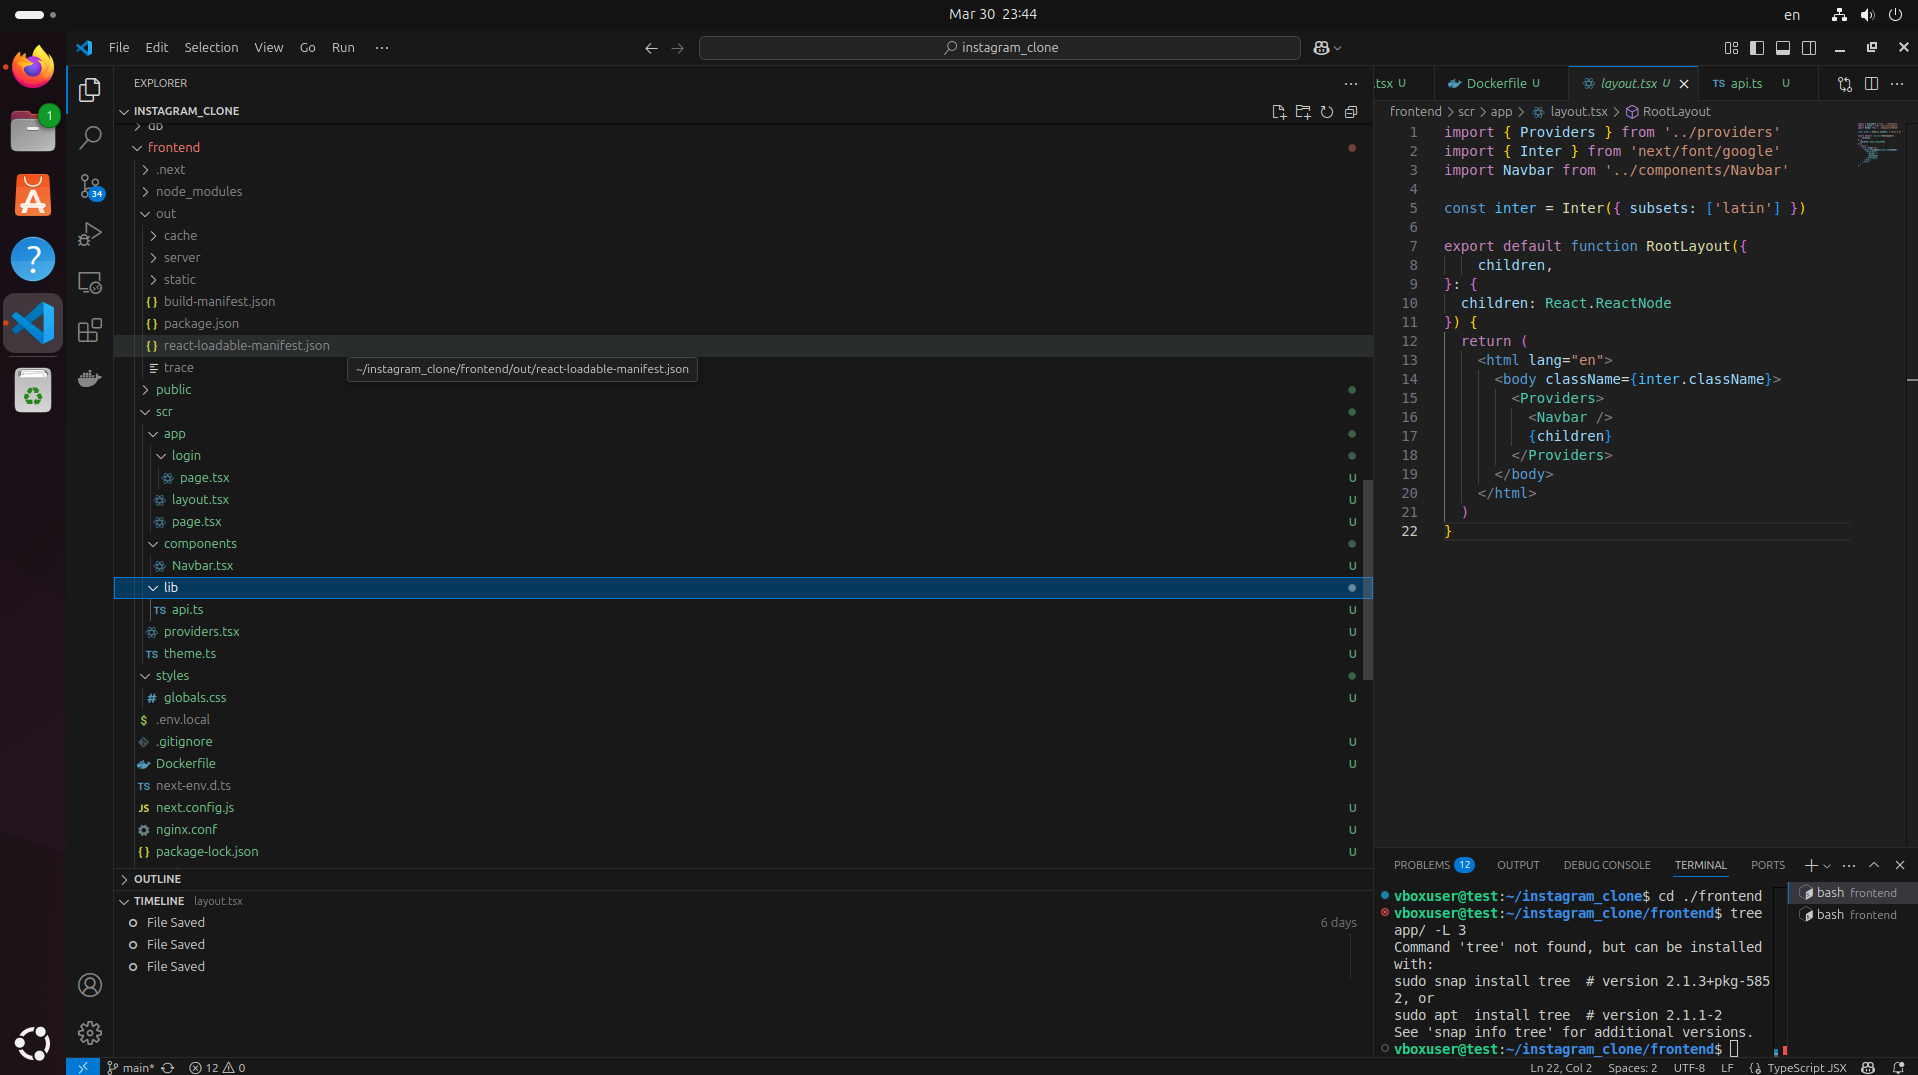 Mar 30 23:44
en
File Edit Selection View Go Run ···
instagram_clone
1
34
EXPLORER
INSTAGRAM_CLONE
db
frontend
.next
node_modules
out
cache
server
static
{} build-manifest.json
{} package.json
{} react-loadable-manifest.json
trace
~/instagram_clone/frontend/out/react-loadable-manifest.json
public
scr
app
login
page.tsx U
layout.tsx U
page.tsx U
components
Navbar.tsx U
lib
TS api.ts U
providers.tsx U
TS theme.ts U
styles
# globals.css U
$ .env.local
.gitignore U
Dockerfile U
TS next-env.d.ts
JS next.config.js U
nginx.conf U
{} package-lock.json U
OUTLINE
TIMELINE layout.tsx
File Saved 6 days
File Saved
File Saved
.tsx U Dockerfile U layout.tsx U TS api.ts U
frontend > scr > app > layout.tsx > RootLayout
1 import { Providers } from '../providers'
2 import { Inter } from 'next/font/google'
3 import Navbar from '../components/Navbar'
4
5 const inter = Inter({ subsets: ['latin'] })
6
7 export default function RootLayout({
8 children,
9 }: {
10 children: React.ReactNode
11 }) {
12 return (
13 <html lang="en">
14 <body className={inter.className}>
15 <Providers>
16 <Navbar />
17 {children}
18 </Providers>
19 </body>
20 </html>
21 )
22 }
PROBLEMS 12 OUTPUT DEBUG CONSOLE TERMINAL PORTS
vboxuser@test:~/instagram_clone$ cd ./frontend
vboxuser@test:~/instagram_clone/frontend$ tree
app/ -L 3
Command 'tree' not found, but can be installed
with:
sudo snap install tree  # version 2.1.3+pkg-585
2, or
sudo apt  install tree  # version 2.1.1-2
See 'snap info tree' for additional versions.
vboxuser@test:~/instagram_clone/frontend$
bash frontend
bash frontend
main* 12 0
Ln 22, Col 2 Spaces: 2 UTF-8 LF {} TypeScript JSX